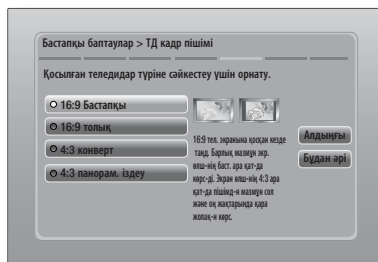 Бастапқы баптаулар > ТД кадр пішімі
Қосылған теледидар түріне сәйкестеу үшін орнату.
16:9 Бастапқы
16:9 толық
4:3 конверт
4:3 панорам. іздеу
16:9 тел. экранына қосқан кезде
таңд. Барлық мазмұн экр.
өлш-нің баст. ара қат-да
көрс-ді. Экран өлш-нің 4:3 ара
қат-да пішімд-н мазмұн сол
және оң жақтарында қара
жолақ-н көрс.
Алдыңғы
Бұдан әрі